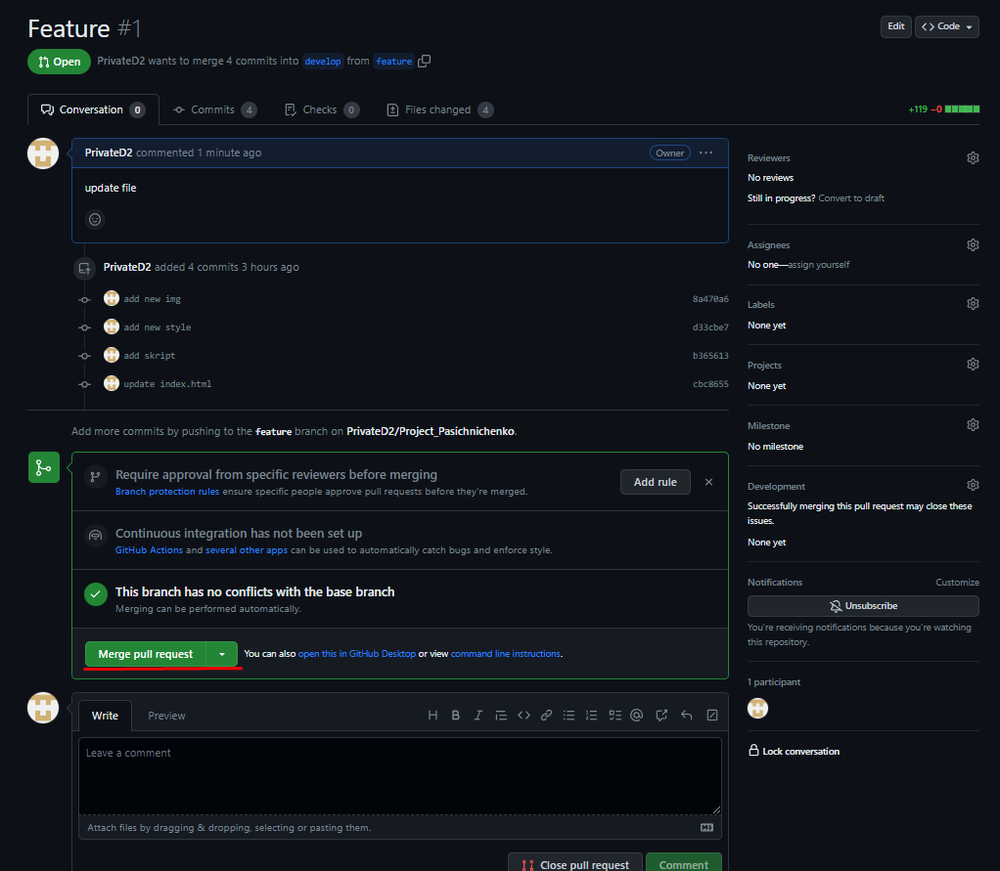 Feature #1
Edit
Code
Open
PrivateD2 wants to merge 4 commits into develop from feature
Conversation 0
Commits 4
Checks 0
Files changed 4
+119 −0
PrivateD2 commented 1 minute ago
Owner
update file
PrivateD2 added 4 commits 3 hours ago
add new img 8a470a6
add new style d33cbe7
add skript b365613
update index.html cbc8655
Add more commits by pushing to the feature branch on PrivateD2/Project_Pasichnichenko.
Require approval from specific reviewers before merging
Branch protection rules ensure specific people approve pull requests before they're merged.
Add rule
Continuous integration has not been set up
GitHub Actions and several other apps can be used to automatically catch bugs and enforce style.
This branch has no conflicts with the base branch
Merging can be performed automatically.
Merge pull request
You can also open this in GitHub Desktop or view command line instructions.
Write
Preview
Leave a comment
Attach files by dragging & dropping, selecting or pasting them.
Close pull request
Comment
Reviewers
No reviews
Still in progress? Convert to draft
Assignees
No one—assign yourself
Labels
None yet
Projects
None yet
Milestone
No milestone
Development
Successfully merging this pull request may close these
issues.
None yet
Notifications
Customize
Unsubscribe
You're receiving notifications because you're watching
this repository.
1 participant
Lock conversation